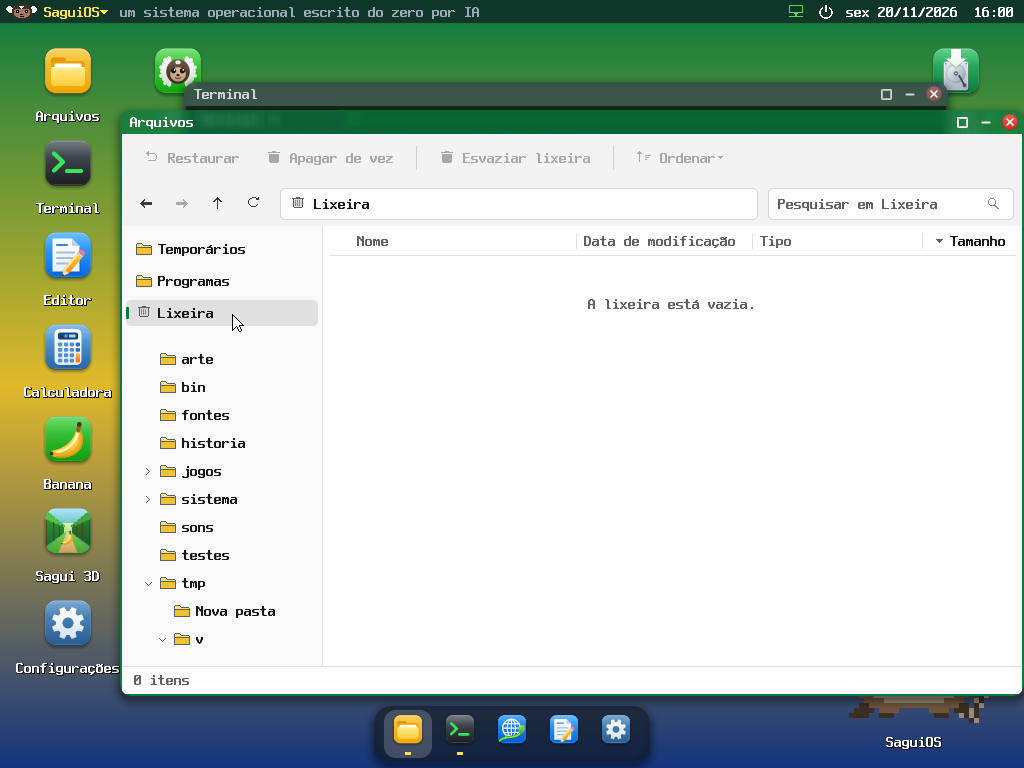 SaguiOS▾ um sistema operacional escrito do zero por IA sex 20/11/2026 16:00
Arquivos
Terminal
Editor
Calculadora
Banana
Sagui 3D
Configurações
Terminal
Arquivos
Restaurar Apagar de vez Esvaziar lixeira Ordenar▾
Lixeira Pesquisar em Lixeira
Temporários
Programas
Lixeira
arte
bin
fontes
historia
jogos
sistema
sons
testes
tmp
Nova pasta
v
Nome Data de modificação Tipo Tamanho
A lixeira está vazia.
0 itens
SaguiOS